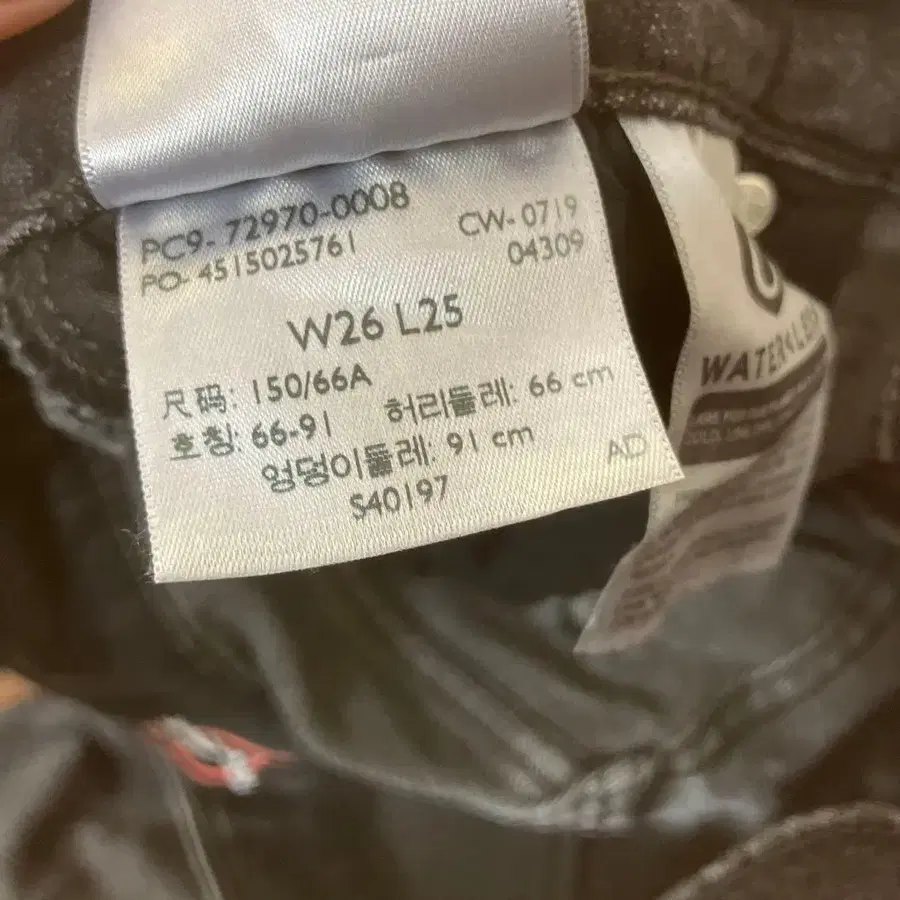 PC9- 72970-0008
PO- 4515025761
CW- 0719
04309
W26 L25
尺码: 150/66A
호칭: 66-91 허리둘레: 66 cm
엉덩이둘레: 91 cm
S40197
AD
WATER<L